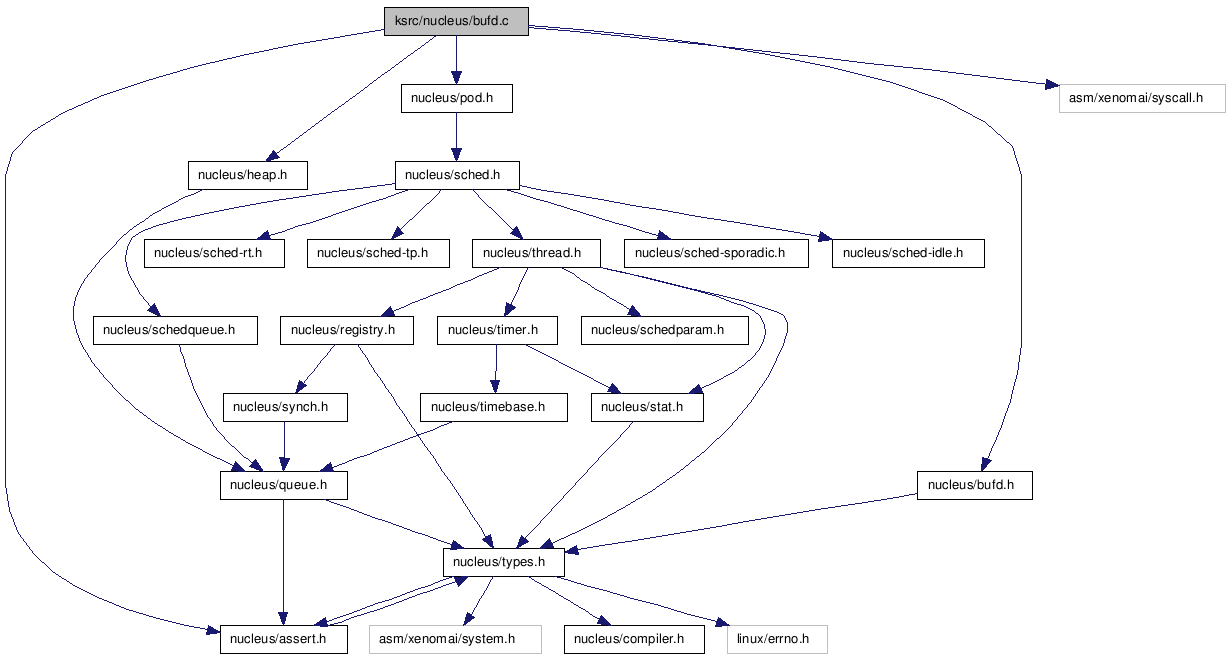 ksrc/nucleus/bufd.c
nucleus/pod.h
asm/xenomai/syscall.h
nucleus/heap.h
nucleus/sched.h
nucleus/sched-rt.h
nucleus/sched-tp.h
nucleus/thread.h
nucleus/sched-sporadic.h
nucleus/sched-idle.h
nucleus/schedqueue.h
nucleus/registry.h
nucleus/timer.h
nucleus/schedparam.h
nucleus/synch.h
nucleus/timebase.h
nucleus/stat.h
nucleus/queue.h
nucleus/bufd.h
nucleus/types.h
nucleus/assert.h
asm/xenomai/system.h
nucleus/compiler.h
linux/errno.h